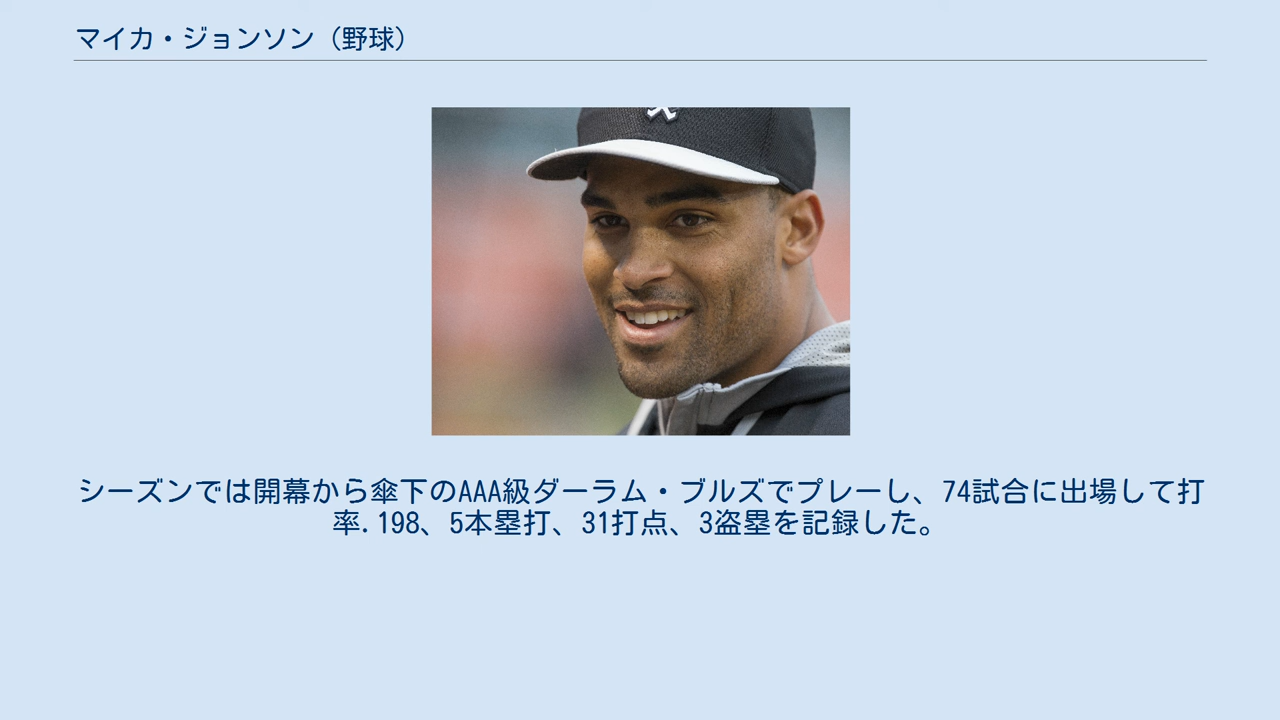 マイカ・ジョンソン（野球）
シーズンでは開幕から傘下のAAA級ダーラム・ブルズでプレーし、74試合に出場して打
率.198、5本塁打、31打点、3盗塁を記録した。